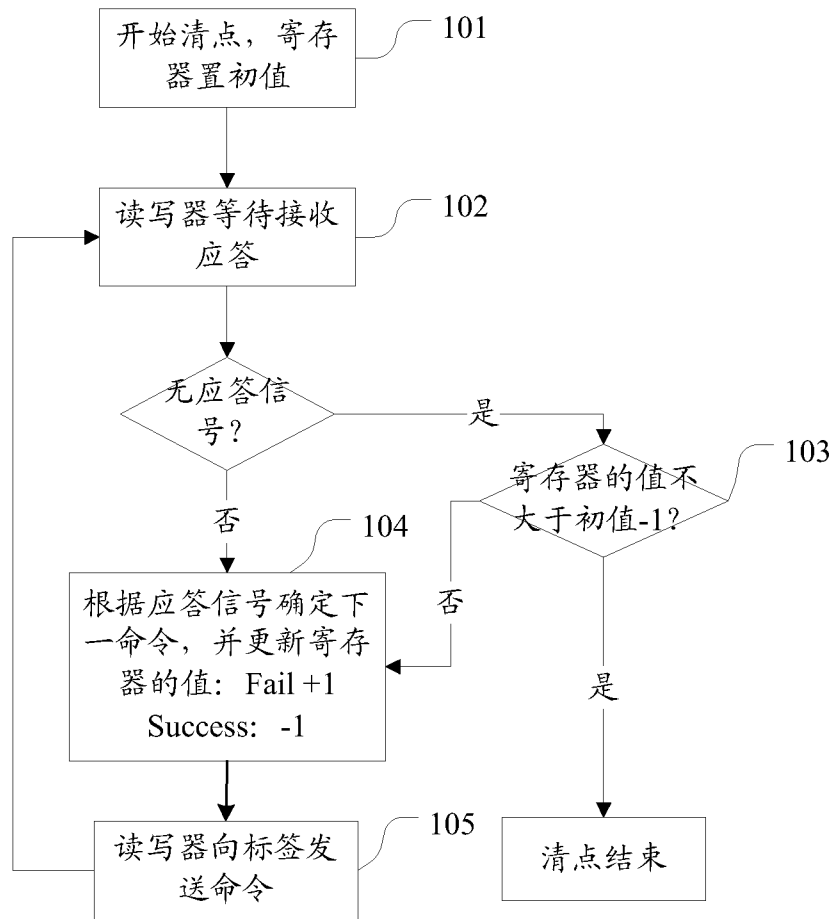 开始清点，寄存
器置初值
101
读写器等待接收
应答
102
无应答信
号？
是
寄存器的值不
大于初值-1？
103
否
104
否
根据应答信号确定下
一命令，并更新寄存
器的值：Fail +1
Success：-1
是
读写器向标签发
送命令
105
清点结束